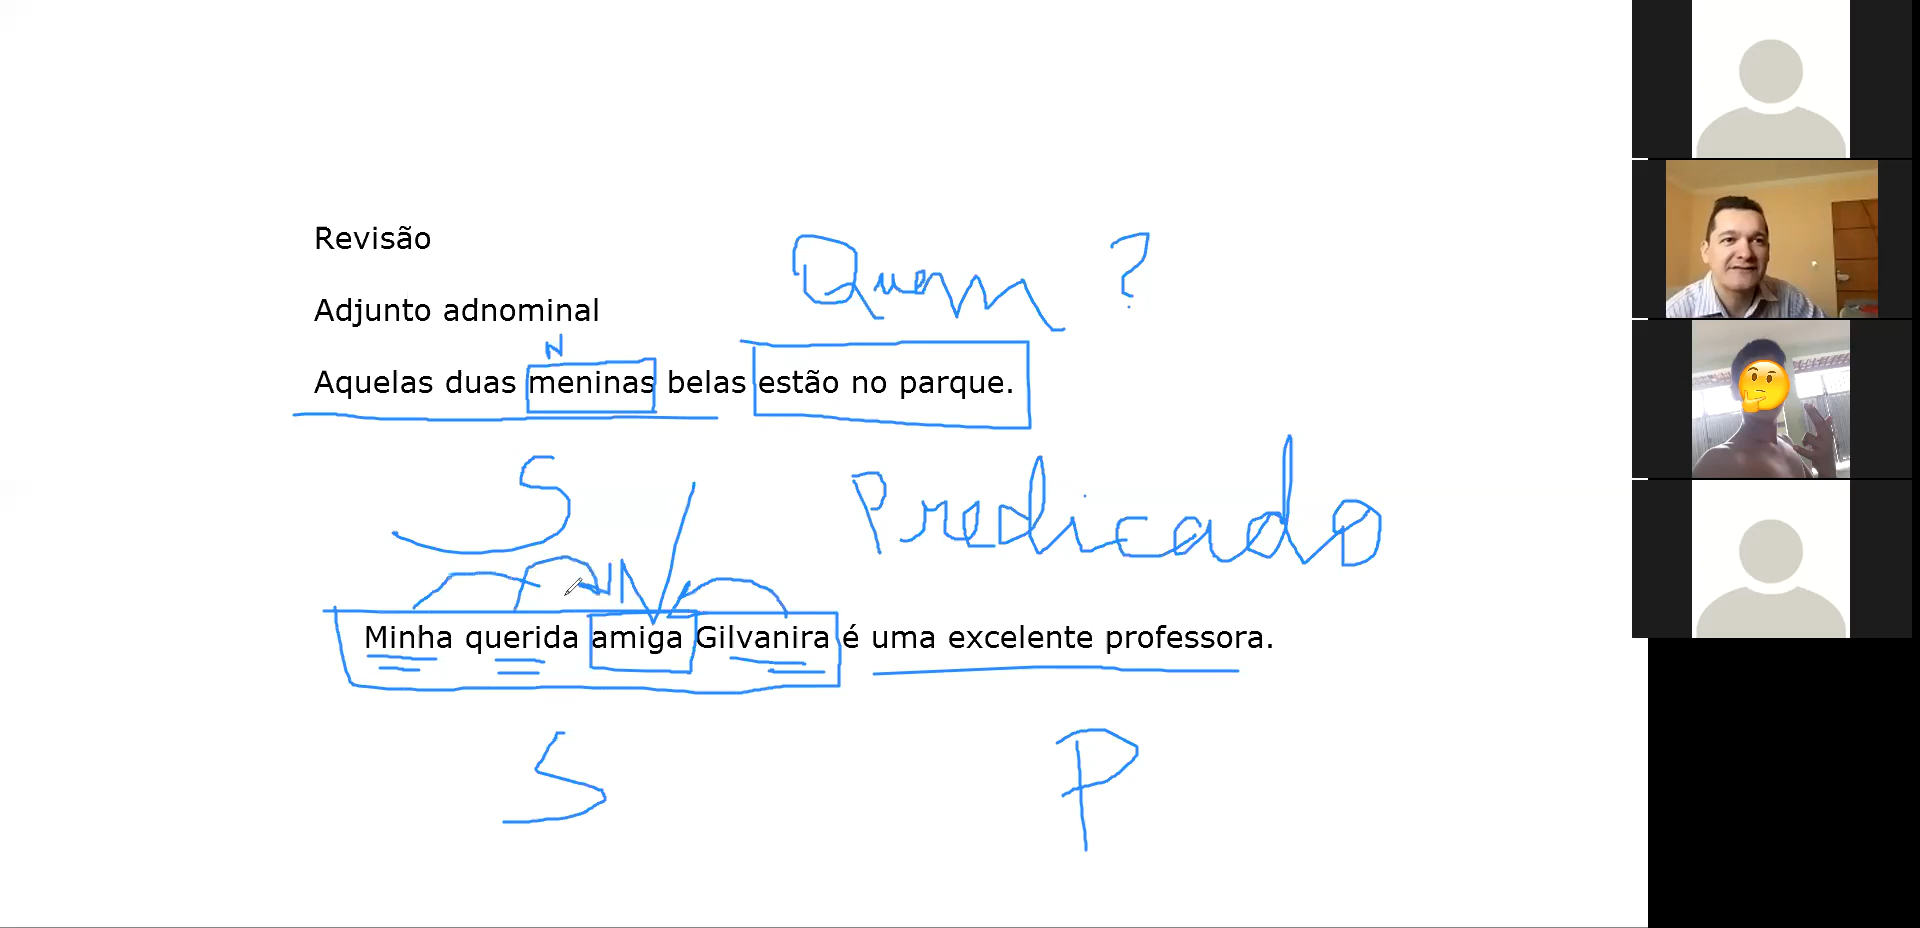 Revisão
Quem ?
Adjunto adnominal
N
Aquelas duas meninas belas estão no parque.
S
Predicado
N
Minha querida amiga Gilvanira é uma excelente professora.
S
P